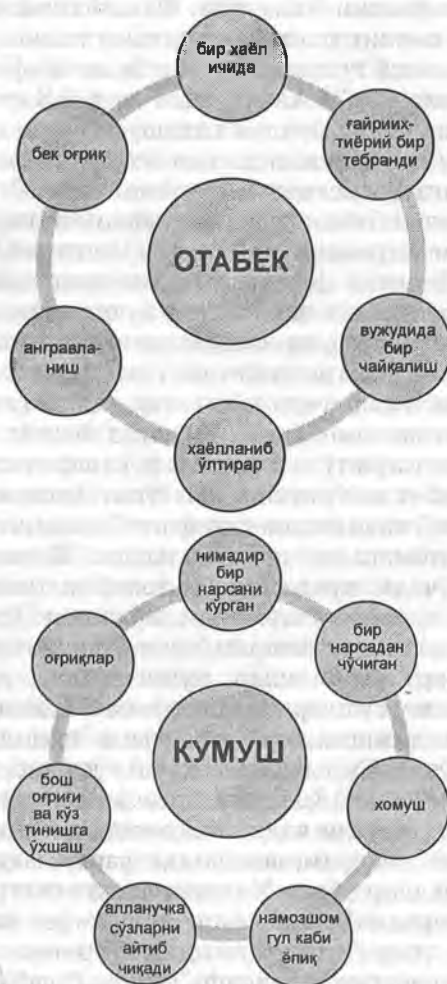 бир хаёл
ичида
ғайриих-
тиёрий бир
тебранди
бек оғриқ
ОТАБЕК
вужудида
бир
чайқалиш
ангравла-
ниш
хаёлланиб
ўлтирар
нимадир
бир
нарсани
кўрган
бир
нарсадан
чўчиган
оғриқлар
КУМУШ
хомуш
бош
оғриғи
ва кўз
тинишга
ўхшаш
намозшом
гул каби
ёпиқ
алланучка
сўзларни
айтиб
чиқади